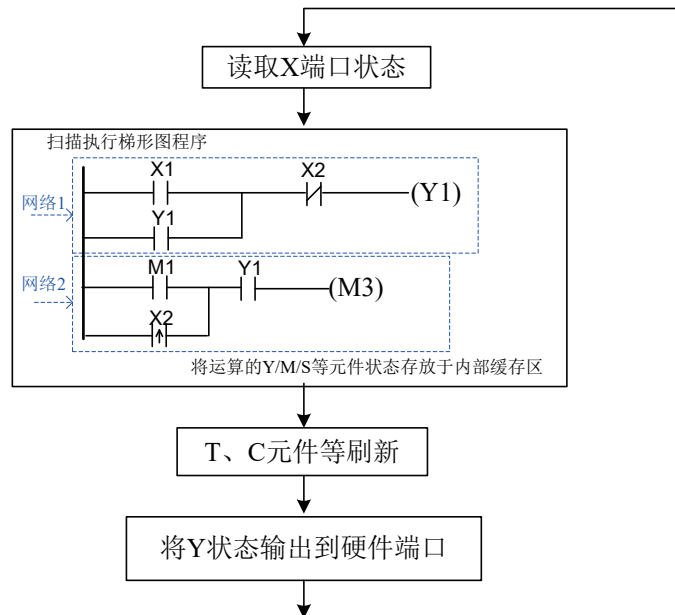 读取X端口状态
扫描执行梯形图程序
X1
X2
网络1
(Y1)
Y1
M1
Y1
网络2
(M3)
X2
将运算的Y/M/S等元件状态存放于内部缓存区
T、C元件等刷新
将Y状态输出到硬件端口